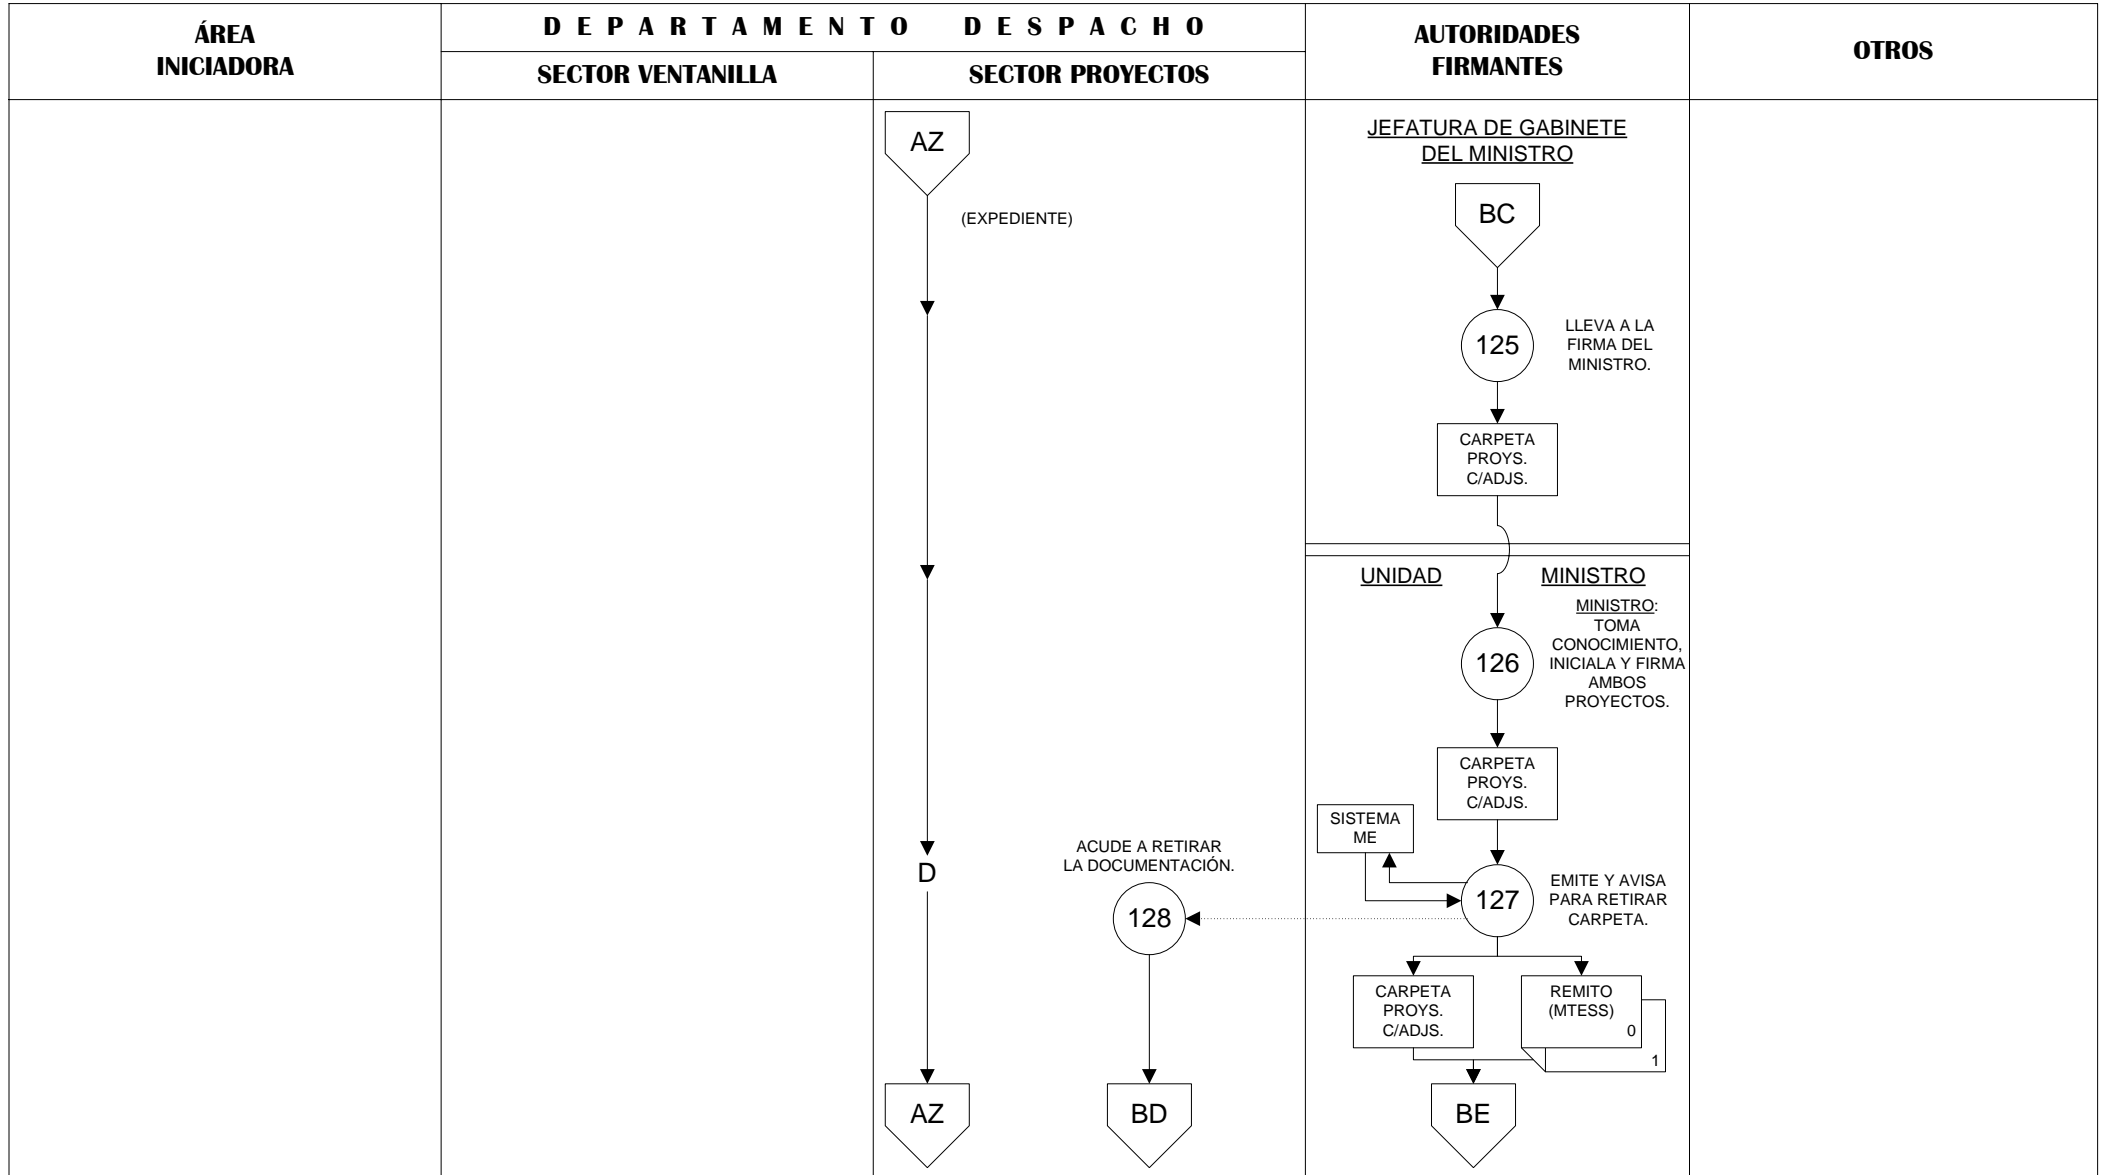 ÁREA
INICIADORA
DEPARTAMENTO DESPACHO
SECTOR VENTANILLA
SECTOR PROYECTOS
AUTORIDADES
FIRMANTES
OTROS
AZ
(EXPEDIENTE)
D
AZ
ACUDE A RETIRAR
LA DOCUMENTACIÓN.
128
BD
JEFATURA DE GABINETE
DEL MINISTRO
BC
125
LLEVA A LA
FIRMA DEL
MINISTRO.
CARPETA
PROYS.
C/ADJS.
UNIDAD MINISTRO
126
MINISTRO:
TOMA
CONOCIMIENTO,
INICIALA Y FIRMA
AMBOS
PROYECTOS.
CARPETA
PROYS.
C/ADJS.
SISTEMA
ME
127
EMITE Y AVISA
PARA RETIRAR
CARPETA.
CARPETA
PROYS.
C/ADJS.
REMITO
(MTESS)
0
1
BE